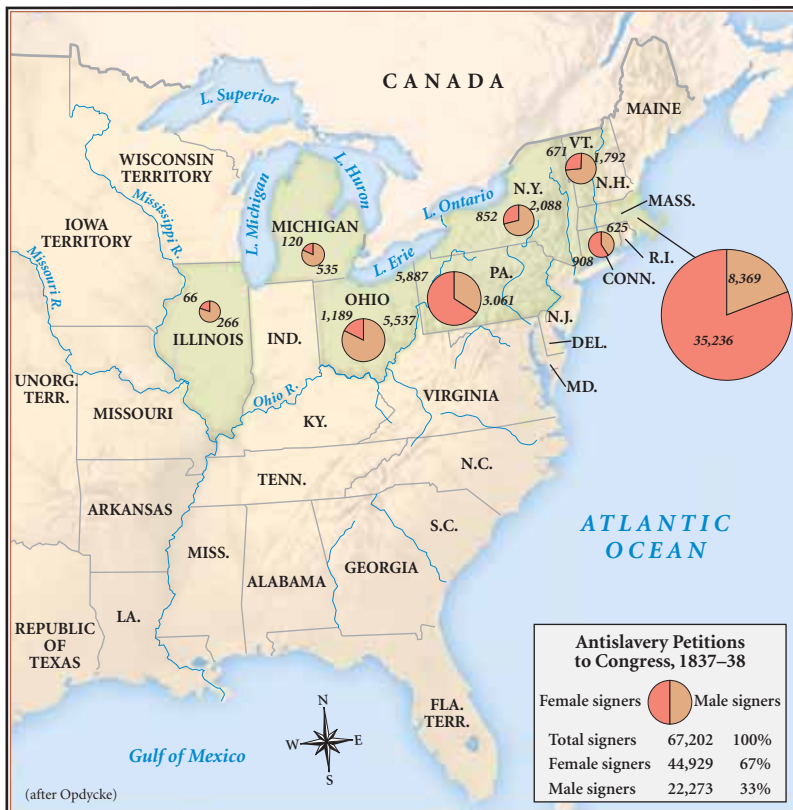 CANADA
L. Superior
MAINE
VT.
671
1,792
N.H.
WISCONSIN
TERRITORY
L. Huron
L. Michigan
Mississippi R.
L. Ontario
N.Y.
2,088
852
MASS.
MICHIGAN
120
535
IOWA
TERRITORY
Missouri R.
L. Erie
625
908
R.I.
CONN.
5,887
PA.
3.061
8,369
35,236
66
266
ILLINOIS
OHIO
1,189
5,537
IND.
N.J.
DEL.
MD.
UNORG.
TERR.
MISSOURI
Ohio R.
VIRGINIA
KY.
TENN.
N.C.
ARKANSAS
S.C.
ATLANTIC
OCEAN
MISS.
ALABAMA
GEORGIA
LA.
REPUBLIC
OF
TEXAS
FLA.
TERR.
Gulf of Mexico
N
W
E
S
Antislavery Petitions
to Congress, 1837–38
Female signers Male signers
Total signers 67,202 100%
Female signers 44,929 67%
Male signers 22,273 33%
(after Opdycke)